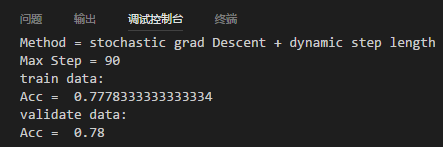 问题 输出 调试控制台 终端
Method = stochastic grad Descent + dynamic step length
Max Step = 90
train data:
Acc =  0.7778333333333334
validate data:
Acc =  0.78